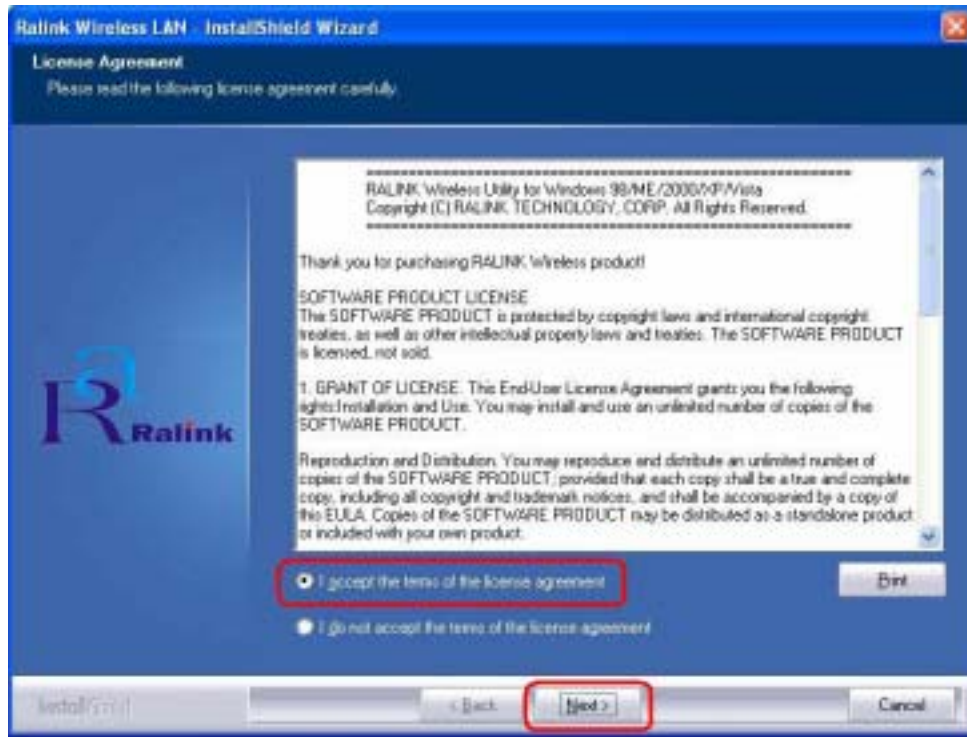 Ralink Wireless LAN - InstallShield Wizard
License Agreement
Please read the following license agreement carefully.
================================================
RALINK Wireless Utility for Windows 98/ME/2000/XP/Vista
Copyright (C) RALINK TECHNOLOGY, CORP. All Rights Reserved.
================================================
Thank you for purchasing RALINK Wireless product!
SOFTWARE PRODUCT LICENSE
The SOFTWARE PRODUCT is protected by copyright laws and international copyright
treaties, as well as other intellectual property laws and treaties. The SOFTWARE PRODUCT
is licensed, not sold.
1. GRANT OF LICENSE. This End-User License Agreement grants you the following
rights:Installation and Use. You may install and use an unlimited number of copies of the
SOFTWARE PRODUCT.
Reproduction and Distribution. You may reproduce and distribute an unlimited number of
copies of the SOFTWARE PRODUCT; provided that each copy shall be a true and complete
copy, including all copyright and trademark notices, and shall be accompanied by a copy of
this EULA. Copies of the SOFTWARE PRODUCT may be distributed as a standalone product
or included with your own product.
Ralink
I accept the terms of the license agreement
Print
I do not accept the terms of the license agreement
InstallShield
< Back
Next >
Cancel